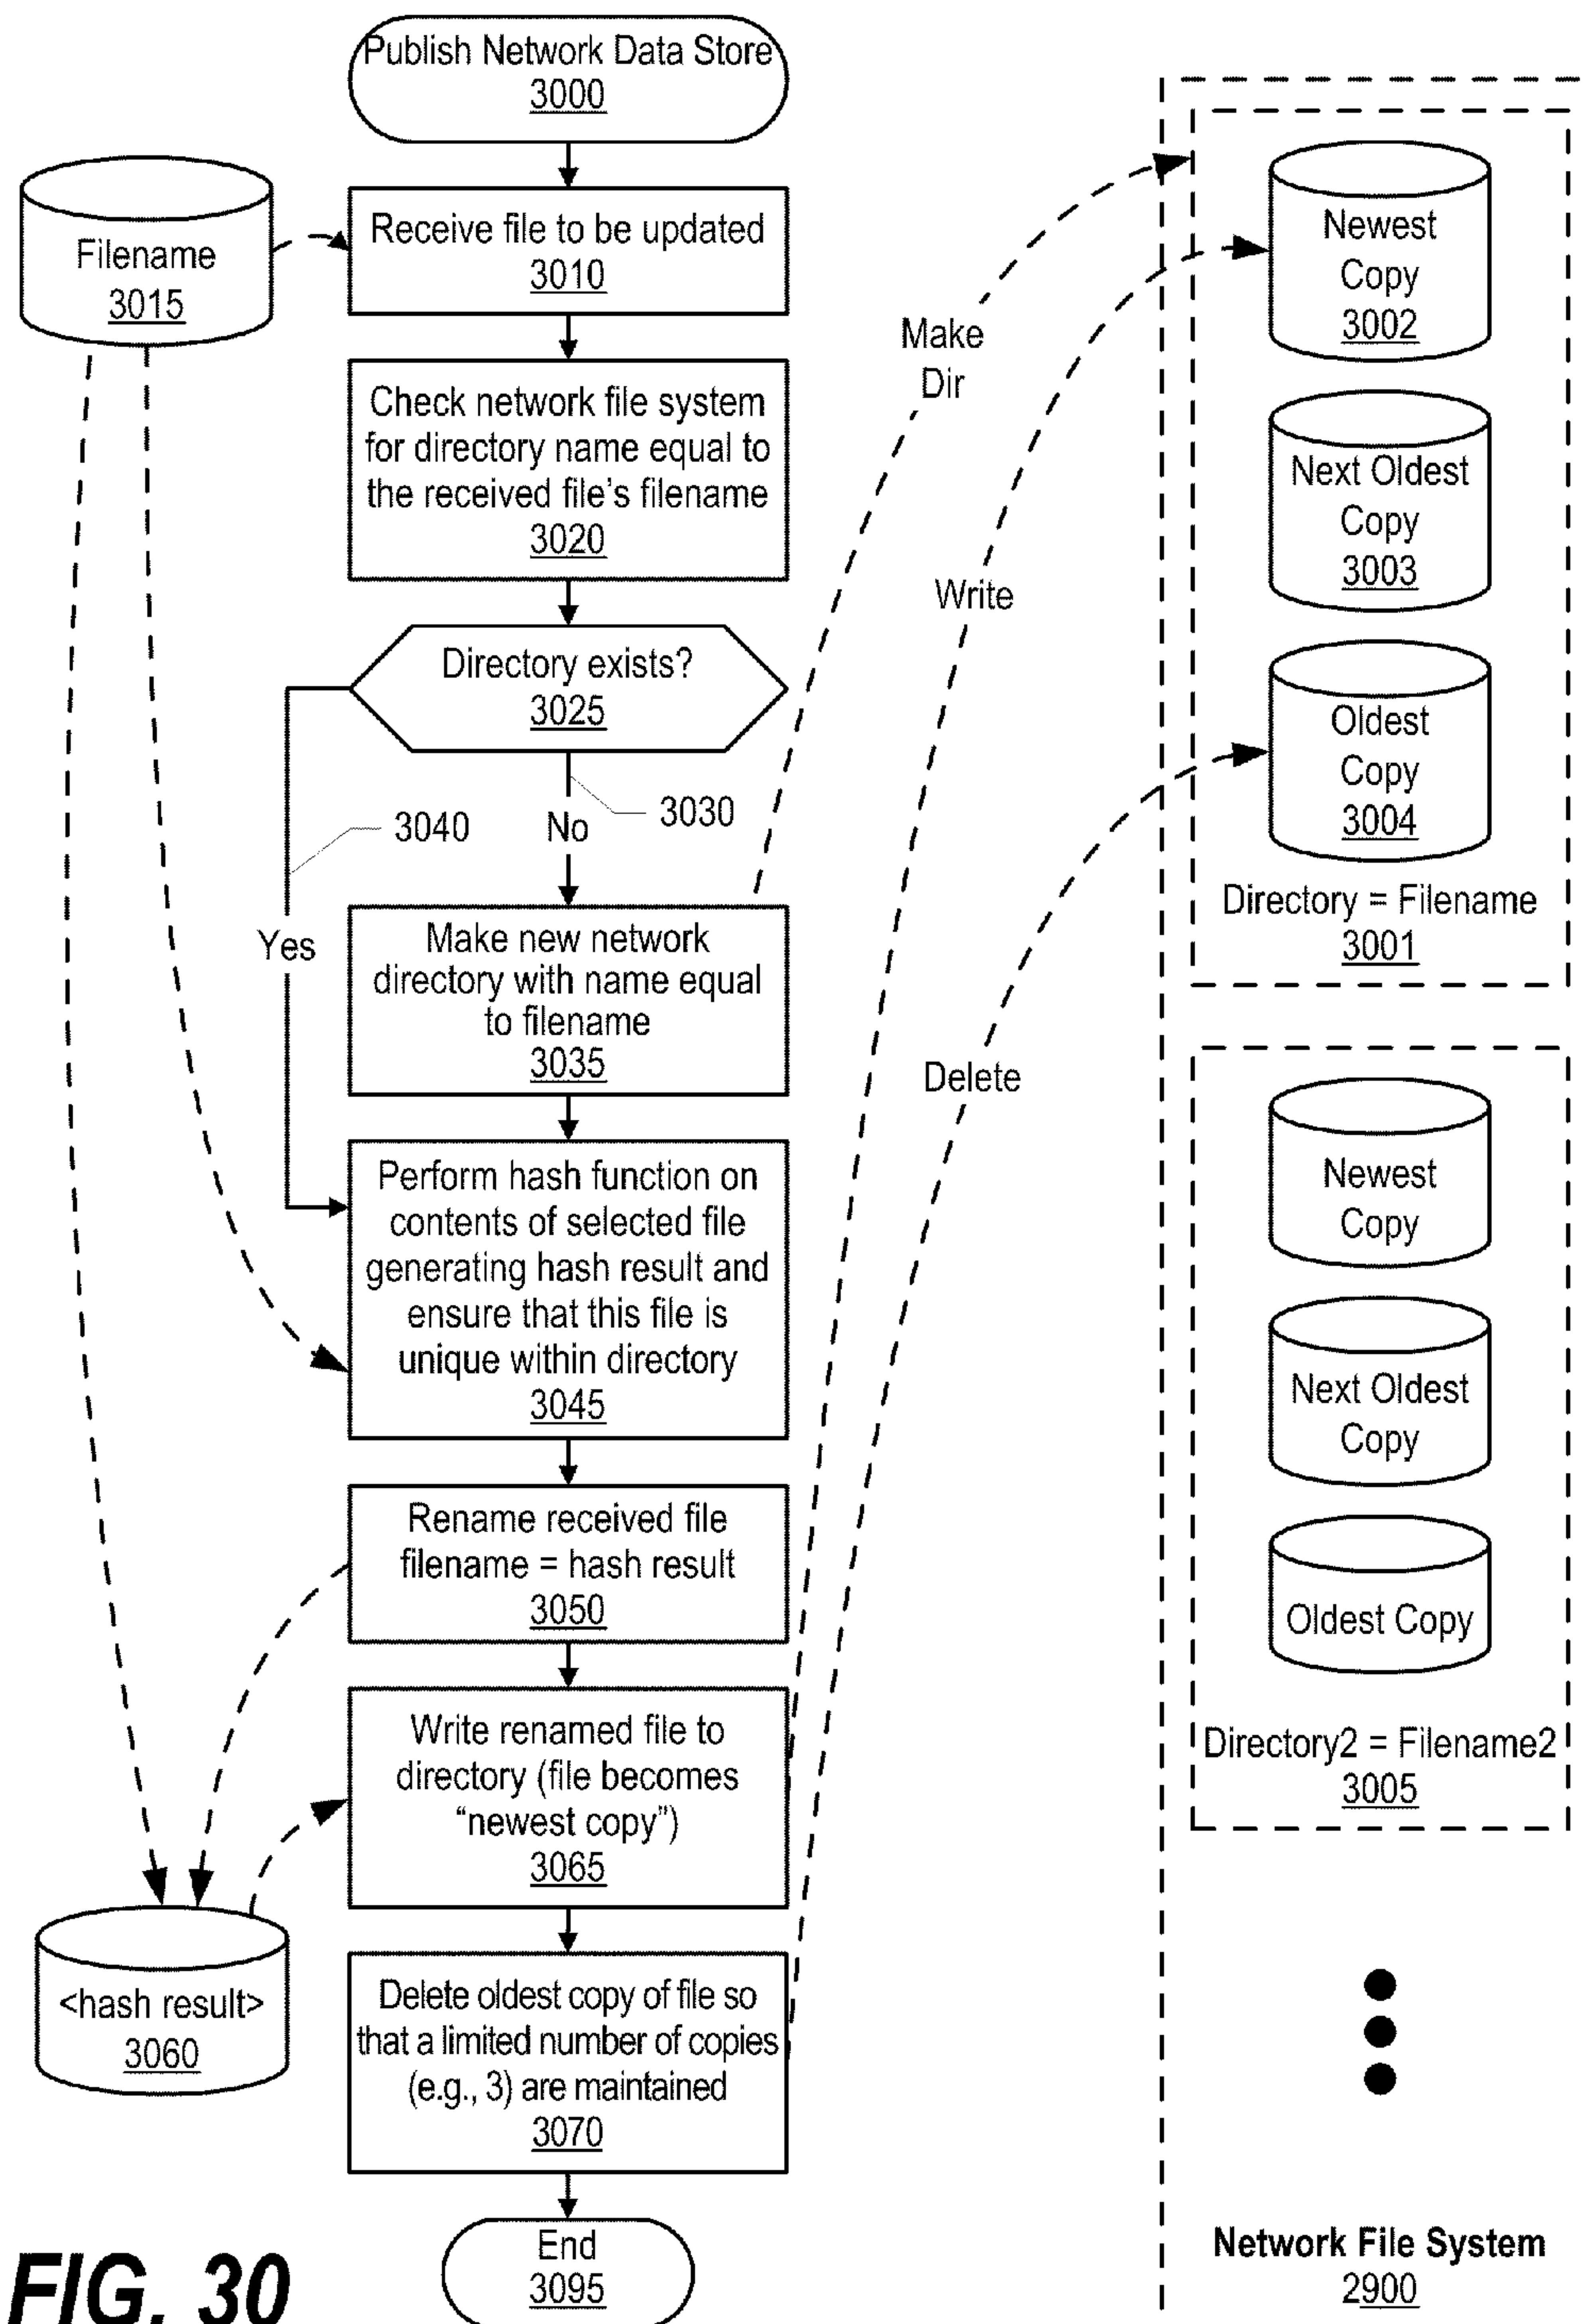 Publish Network Data Store
3000
Filename
3015
Receive file to be updated
3010
Check network file system
for directory name equal to
the received file's filename
3020
Directory exists?
3025
3040
Yes
No
3030
Make new network
directory with name equal
to filename
3035
Perform hash function on
contents of selected file
generating hash result and
ensure that this file is
unique within directory
3045
Rename received file
filename = hash result
3050
Write renamed file to
directory (file becomes
“newest copy”)
3065
<hash result>
3060
Delete oldest copy of file so
that a limited number of copies
(e.g., 3) are maintained
3070
End
3095
Make
Dir
Write
Delete
Newest
Copy
3002
Next Oldest
Copy
3003
Oldest
Copy
3004
Directory = Filename
3001
Newest
Copy
Next Oldest
Copy
Oldest Copy
Directory2 = Filename2
3005
Network File System
2900
FIG. 30